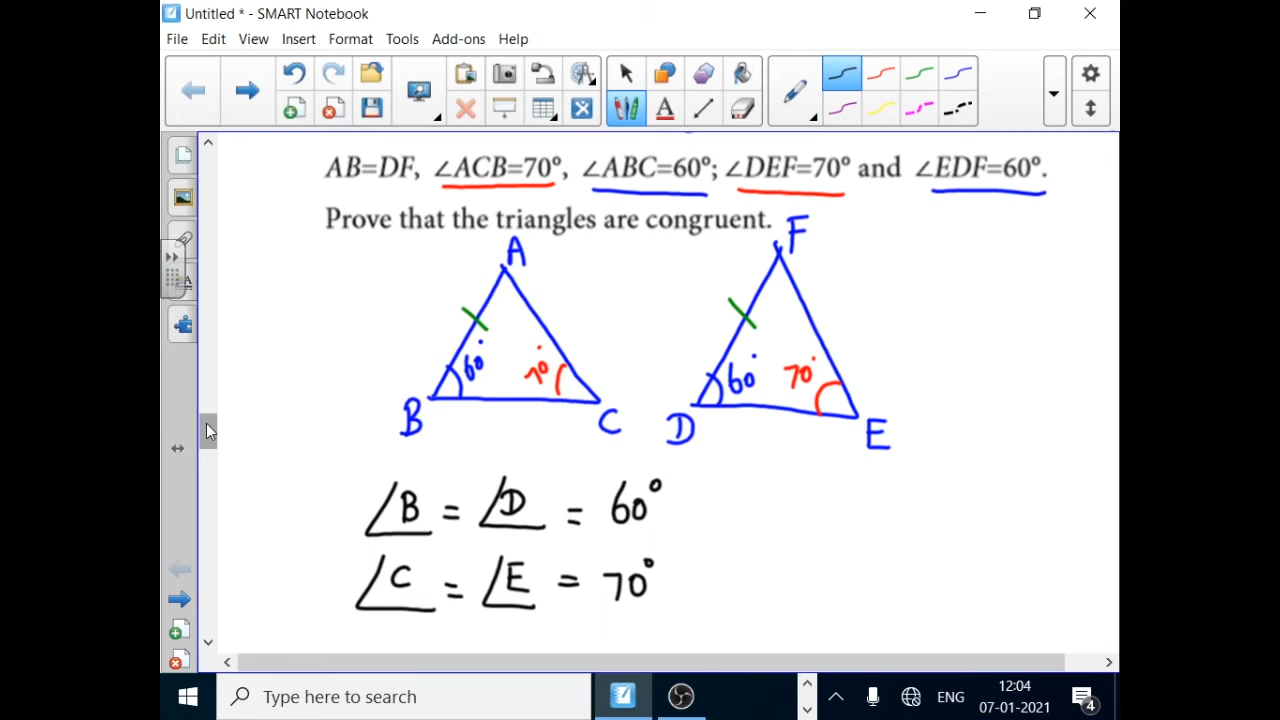 Untitled * - SMART Notebook
File Edit View Insert Format Tools Add-ons Help
AB=DF, ∠ACB=70°, ∠ABC=60°; ∠DEF=70° and ∠EDF=60°.
Prove that the triangles are congruent.
A
F
60°
70°
60°
70°
B
C
D
E
∠B = ∠D = 60°
∠C = ∠E = 70°
Type here to search
ENG
12:04
07-01-2021
4